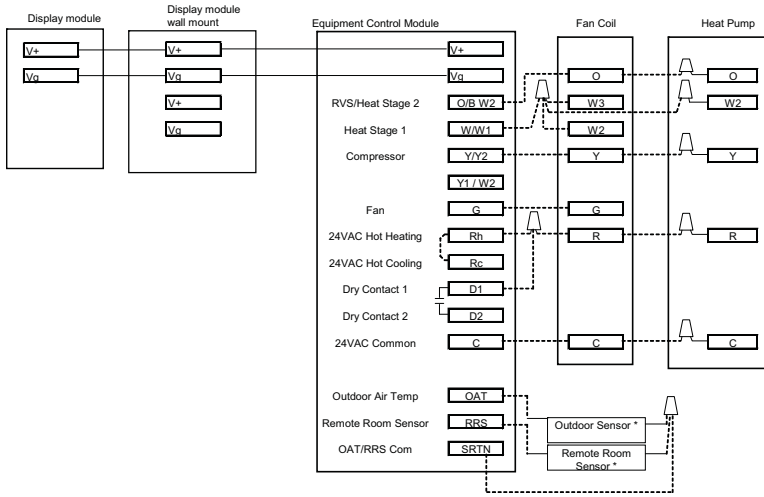 Display module
Display module
wall mount
Equipment Control Module
Fan Coil
Heat Pump
V+
V+
V+
Vg
Vg
Vg
O
O
V+
RVS/Heat Stage 2
O/B W2
W3
W2
Vg
Heat Stage 1
W/W1
W2
Compressor
Y/Y2
Y
Y
Y1 / W2
Fan
G
G
24VAC Hot Heating
Rh
R
R
24VAC Hot Cooling
Rc
Dry Contact 1
D1
Dry Contact 2
D2
24VAC Common
C
C
C
Outdoor Air Temp
OAT
Remote Room Sensor
RRS
Outdoor Sensor *
OAT/RRS Com
SRTN
Remote Room
Sensor *